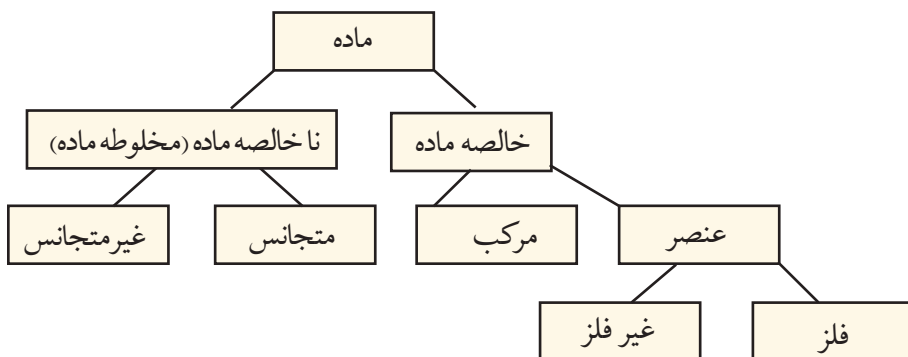 ماده
خالصه ماده
نا خالصه ماده (مخلوطه ماده)
عنصر
مرکب
متجانس
غیرمتجانس
فلز
غیر فلز